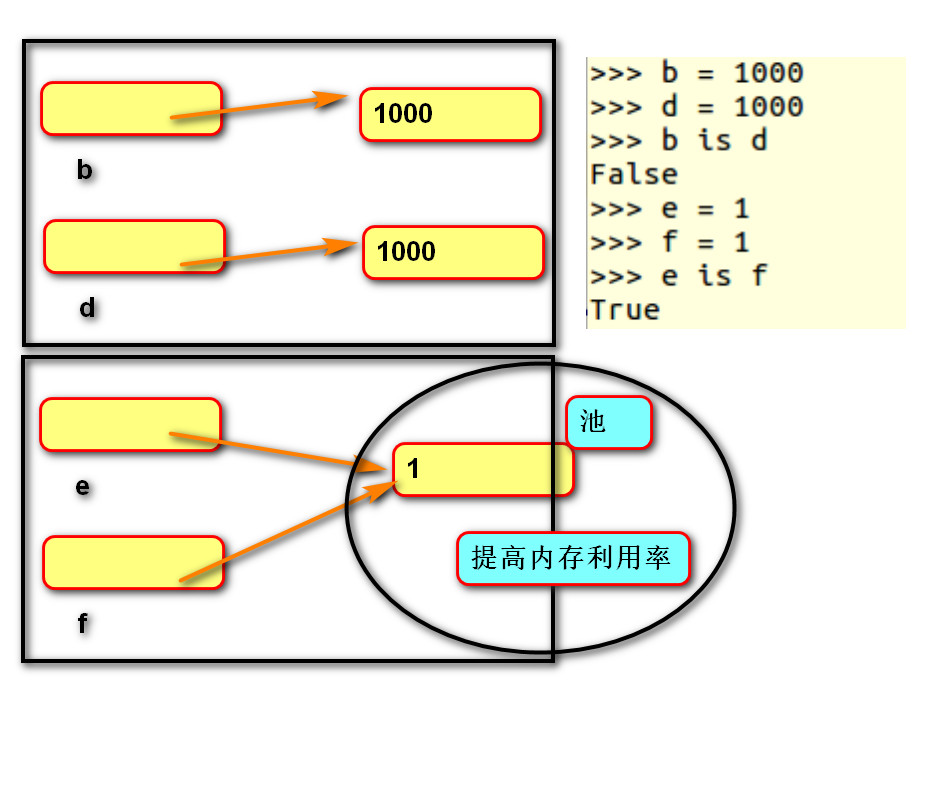 1000
b
1000
d
>>> b = 1000
>>> d = 1000
>>> b is d
False
>>> e = 1
>>> f = 1
>>> e is f
True
池
1
e
提高内存利用率
f